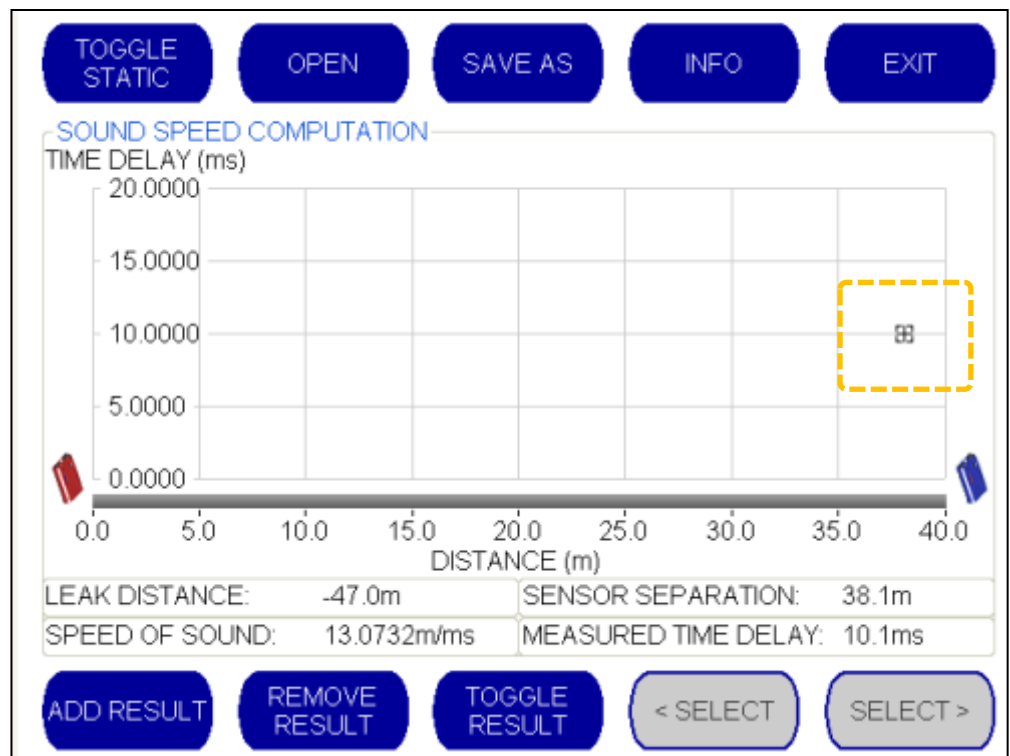 TOGGLE
STATIC
OPEN
SAVE AS
INFO
EXIT
SOUND SPEED COMPUTATION
TIME DELAY (ms)
20.0000
15.0000
10.0000
5.0000
0.0000
0.0 5.0 10.0 15.0 20.0 25.0 30.0 35.0 40.0
DISTANCE (m)
LEAK DISTANCE: -47.0m SENSOR SEPARATION: 38.1m
SPEED OF SOUND: 13.0732m/ms MEASURED TIME DELAY: 10.1ms
ADD RESULT
REMOVE
RESULT
TOGGLE
RESULT
< SELECT
SELECT >